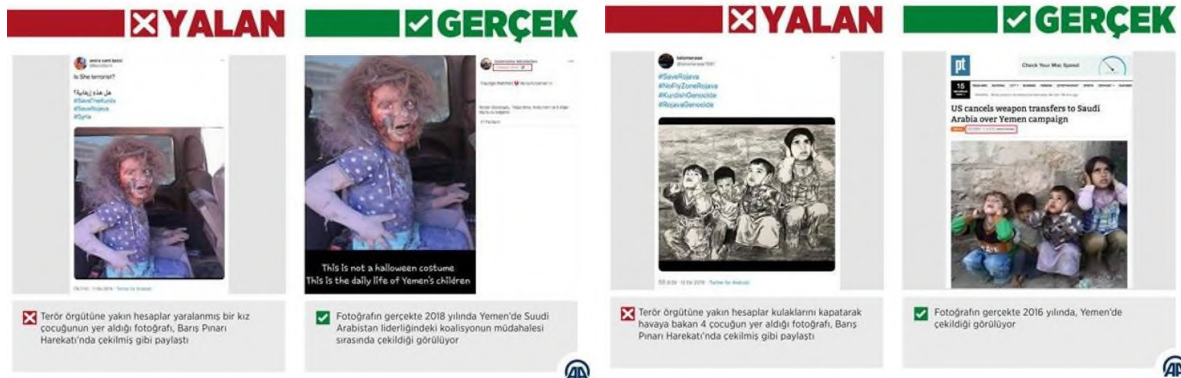 YALAN
GERÇEK
Is She terrorist?
هل هذه إرهابية؟
#SaveTheKurds
#SaveRojava
#Syria
This is not a halloween costume
This is the daily life of Yemen's children
Terör örgütüne yakın hesaplar yaralanmış bir kız
çocuğunun yer aldığı fotoğrafı, Barış Pınarı
Harekatı'nda çekilmiş gibi paylaştı
Fotoğrafın gerçekte 2018 yılında Yemen'de Suudi
Arabistan liderliğindeki koalisyonun müdahalesi
sırasında çekildiği görülüyor
AA
YALAN
GERÇEK
#SaveRojava
#NoFlyZoneRojava
#KurdishGenocide
#RojavaGenocide
pt
Check Your Mac Speed
15
US cancels weapon transfers to Saudi
Arabia over Yemen campaign
Terör örgütüne yakın hesaplar kulaklarını kapatarak
havaya bakan 4 çocuğun yer aldığı fotoğrafı, Barış
Pınarı Harekatı'nda çekilmiş gibi paylaştı
Fotoğrafın gerçekte 2016 yılında, Yemen'de
çekildiği görülüyor
AA